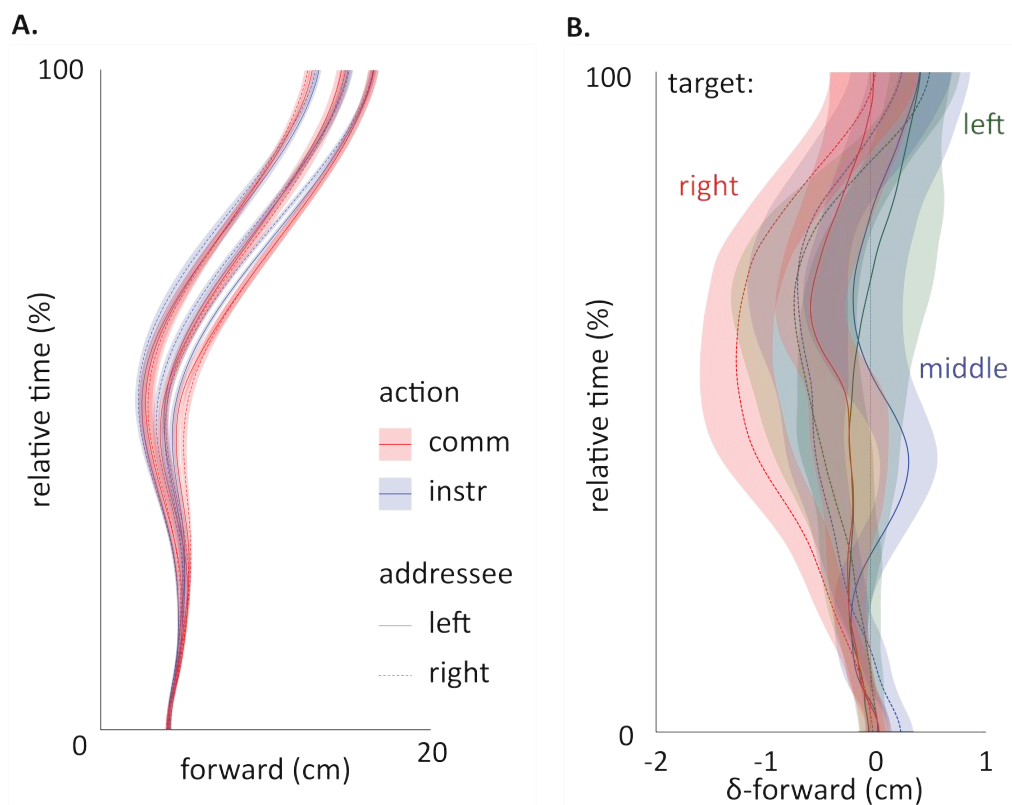 A.
100
relative time (%)
action
comm
instr
addressee
left
right
0
20
forward (cm)
B.
100
target:
left
right
middle
relative time (%)
0
-2
-1
0
1
δ-forward (cm)